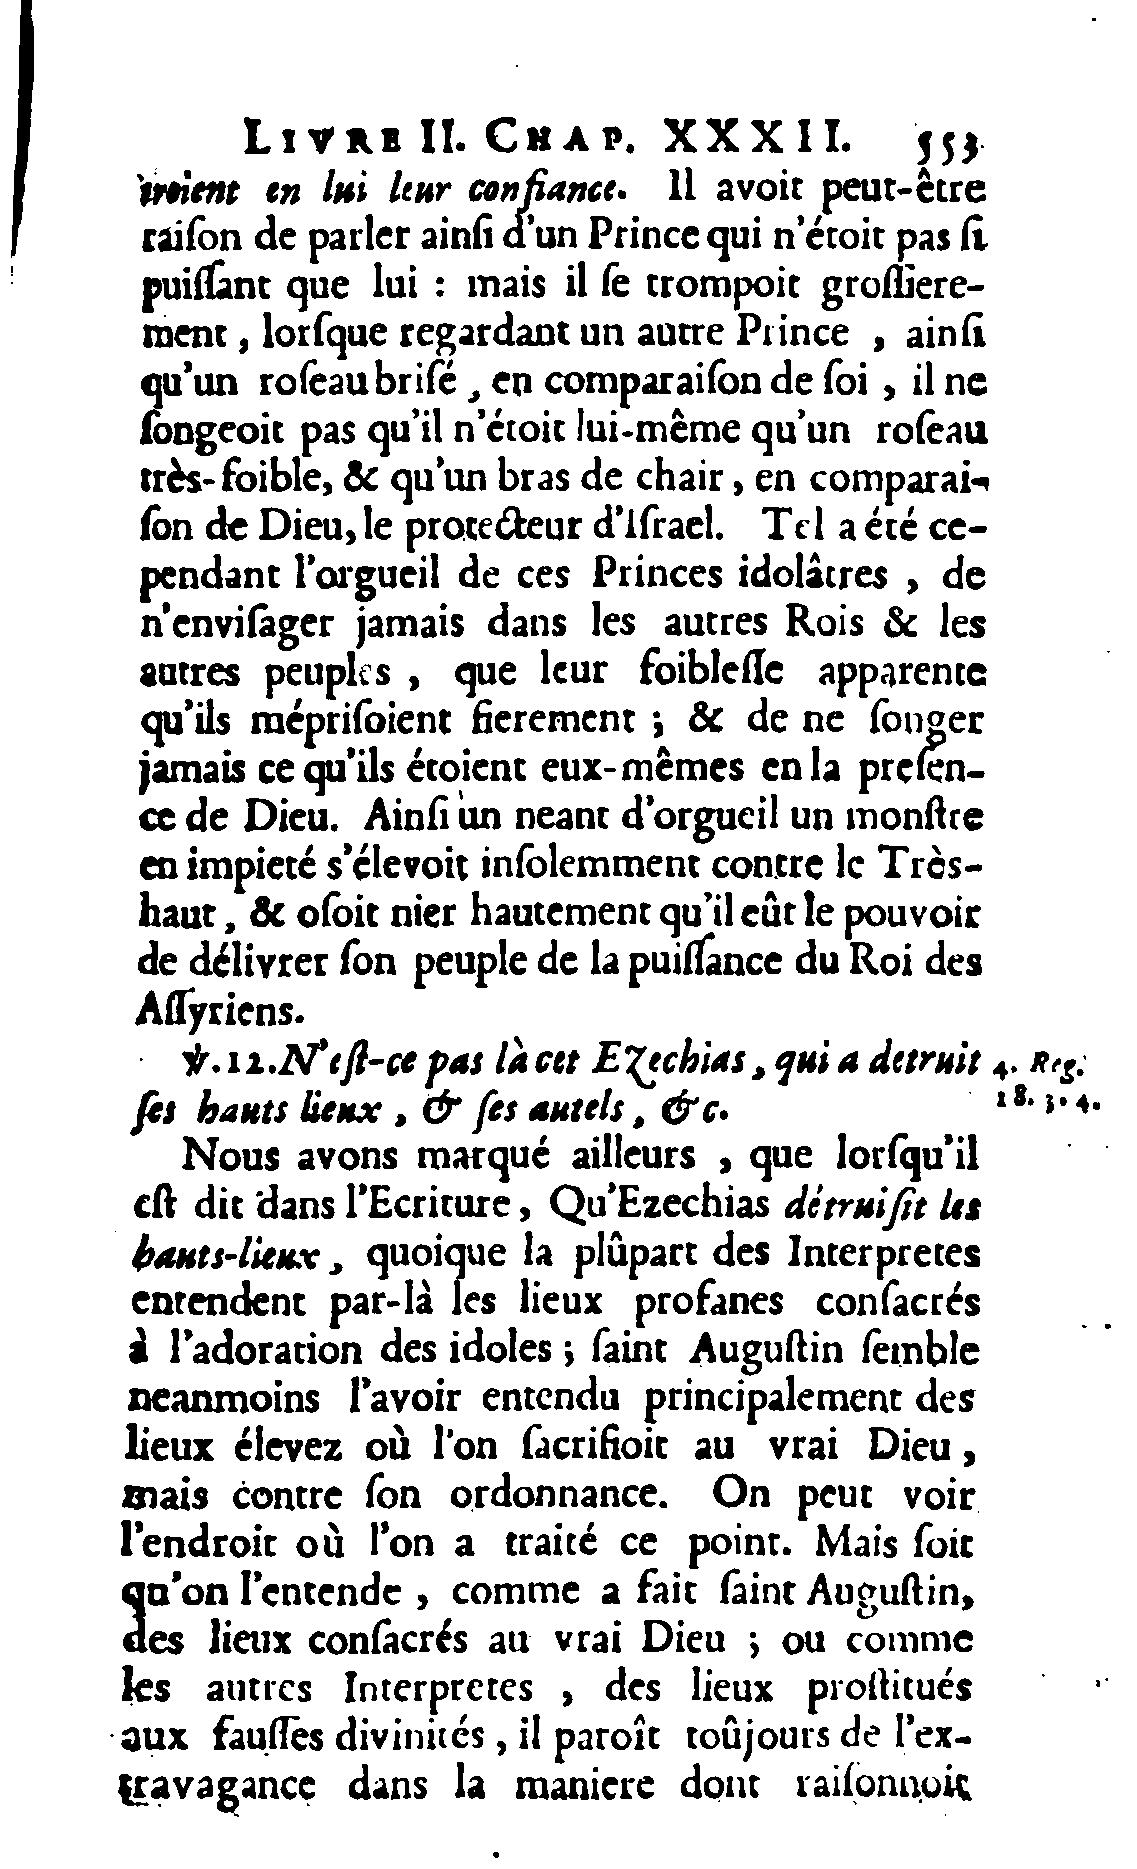 LIVRE II. CHAP. XXXII. 553
troient en lui leur confiance. Il avoit peut-être
raiſon de parler ainſi d'un Prince qui n'étoit pas ſi
puiſſant que lui : mais il ſe trompoit groſſiere-
ment, lorſque regardant un autre Prince, ainſi
qu'un roſeau briſé, en comparaiſon de ſoi, il ne
ſongeoit pas qu'il n'étoit lui-même qu'un roſeau
très-foible, & qu'un bras de chair, en comparai-
ſon de Dieu, le protecteur d'Iſrael. Tel a été ce-
pendant l'orgueil de ces Princes idolâtres, de
n'enviſager jamais dans les autres Rois & les
autres peuples, que leur foibleſſe apparente
qu'ils mépriſoient fierement ; & de ne ſonger
jamais ce qu'ils étoient eux-mêmes en la preſen-
ce de Dieu. Ainſi un neant d'orgueil un monſtre
en impieté s'élevoit inſolemment contre le Très-
haut, & oſoit nier hautement qu'il eût le pouvoir
de délivrer ſon peuple de la puiſſance du Roi des
Aſſyriens.
℣. 12. N'eſt-ce pas là cet Ezechias, qui a detruit
ſes hauts lieux, & ſes autels, &c.
4. Reg.
18. 3. 4.
Nous avons marqué ailleurs, que lorſqu'il
eſt dit dans l'Ecriture, Qu'Ezechias détruiſit les
hauts-lieux, quoique la plûpart des Interpretes
entendent par-là les lieux profanes conſacrés
à l'adoration des idoles ; ſaint Auguſtin ſemble
neanmoins l'avoir entendu principalement des
lieux élevez où l'on ſacrifioit au vrai Dieu,
mais contre ſon ordonnance. On peut voir
l'endroit où l'on a traité ce point. Mais ſoit
qu'on l'entende, comme a fait ſaint Auguſtin,
des lieux conſacrés au vrai Dieu ; ou comme
les autres Interpretes, des lieux proſtitués
aux fauſſes divinités, il paroît toûjours de l'ex-
travagance dans la maniere dont raiſonnoit